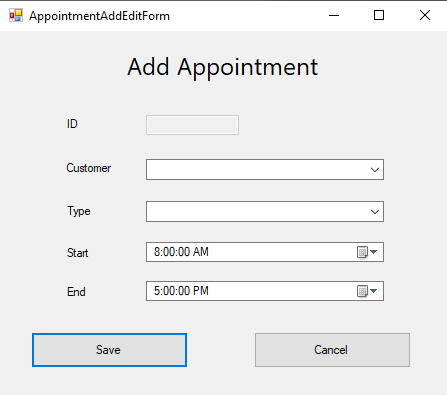 AppointmentAddEditForm
Add Appointment
ID
Customer
Type
Start 8:00:00 AM
End 5:00:00 PM
Save Cancel